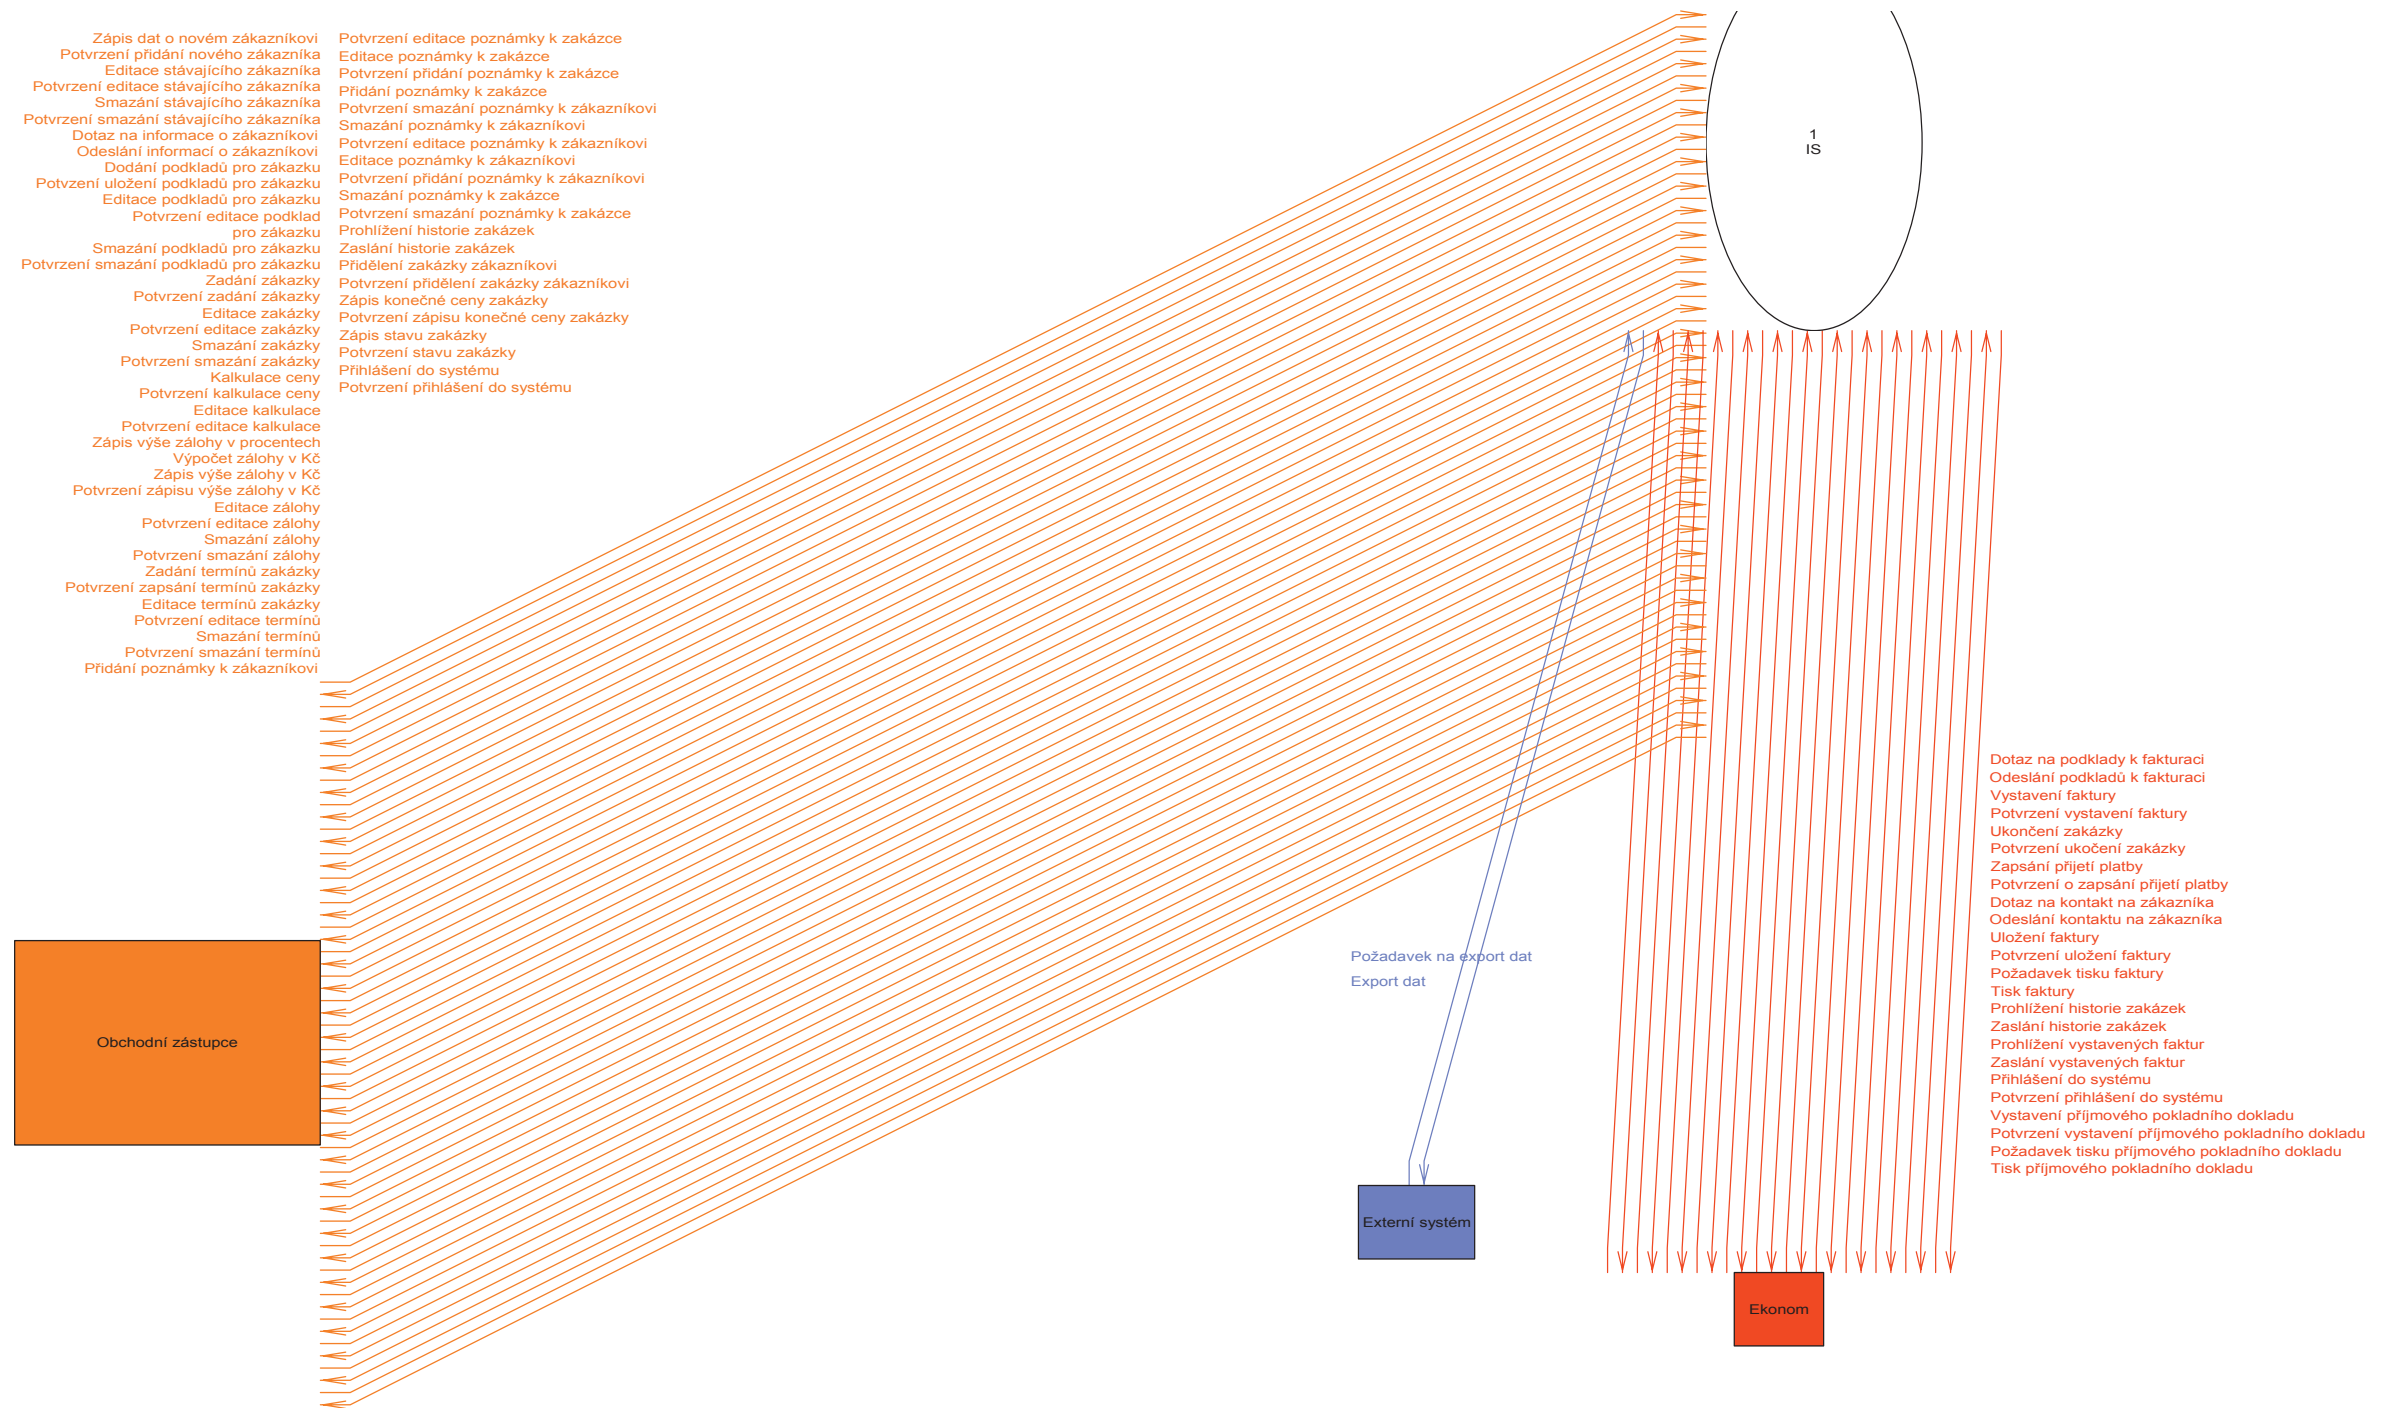 Zápis dat o novém zákazníkovi
Potvrzení přidání nového zákazníka
Editace stávajícího zákazníka
Potvrzení editace stávajícího zákazníka
Smazání stávajícího zákazníka
Potvrzení smazání stávajícího zákazníka
Dotaz na informace o zákazníkovi
Odeslání informací o zákazníkovi
Dodání podkladů pro zákazku
Potvzení uložení podkladů pro zákazku
Editace podkladů pro zákazku
Potvrzení editace podklad
pro zákazku
Smazání podkladů pro zákazku
Potvrzení smazání podkladů pro zákazku
Zadání zákazky
Potvrzení zadání zákazky
Editace zakázky
Potvrzení editace zakázky
Smazání zakázky
Potvrzení smazání zakázky
Kalkulace ceny
Potvrzení kalkulace ceny
Editace kalkulace
Potvrzení editace kalkulace
Zápis výše zálohy v procentech
Výpočet zálohy v Kč
Zápis výše zálohy v Kč
Potvrzení zápisu výše zálohy v Kč
Editace zálohy
Potvrzení editace zálohy
Smazání zálohy
Potvrzení smazání zálohy
Zadání termínů zakázky
Potvrzení zapsání termínů zakázky
Editace termínů zakázky
Potvrzení editace termínů
Smazání termínů
Potvrzení smazání termínů
Přidání poznámky k zákazníkovi
Potvrzení editace poznámky k zakázce
Editace poznámky k zakázce
Potvrzení přidání poznámky k zakázce
Přidání poznámky k zakázce
Potvrzení smazání poznámky k zákazníkovi
Smazání poznámky k zákazníkovi
Potvrzení editace poznámky k zákazníkovi
Editace poznámky k zákazníkovi
Potvrzení přidání poznámky k zákazníkovi
Smazání poznámky k zakázce
Potvrzení smazání poznámky k zakázce
Prohlížení historie zakázek
Zaslání historie zakázek
Přidělení zakázky zákazníkovi
Potvrzení přidělení zakázky zákazníkovi
Zápis konečné ceny zakázky
Potvrzení zápisu konečné ceny zakázky
Zápis stavu zakázky
Potvrzení stavu zakázky
Přihlášení do systému
Potvrzení přihlášení do systému
1
IS
Dotaz na podklady k fakturaci
Odeslání podkladů k fakturaci
Vystavení faktury
Potvrzení vystavení faktury
Ukončení zakázky
Potvrzení ukočení zakázky
Zapsání přijetí platby
Potvrzení o zapsání přijetí platby
Dotaz na kontakt na zákazníka
Odeslání kontaktu na zákazníka
Uložení faktury
Potvrzení uložení faktury
Požadavek tisku faktury
Tisk faktury
Prohlížení historie zakázek
Zaslání historie zakázek
Prohlížení vystavených faktur
Zaslání vystavených faktur
Přihlášení do systému
Potvrzení přihlášení do systému
Vystavení příjmového pokladního dokladu
Potvrzení vystavení příjmového pokladního dokladu
Požadavek tisku příjmového pokladního dokladu
Tisk příjmového pokladního dokladu
Požadavek na export dat
Export dat
Obchodní zástupce
Externí systém
Ekonom